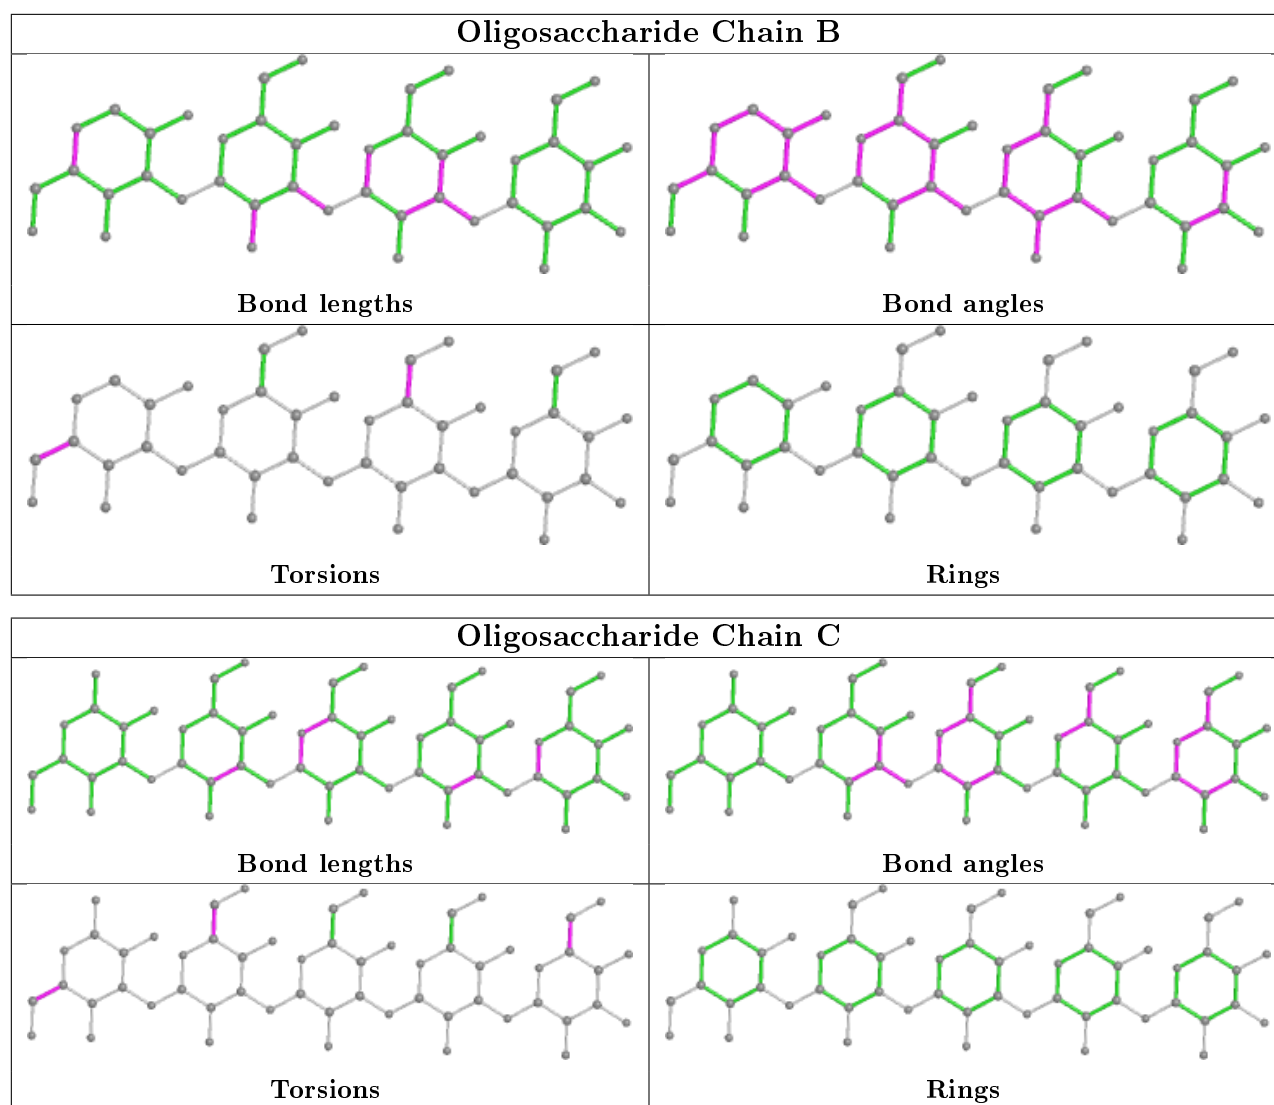 Oligosaccharide Chain B
Bond lengths
Bond angles
Torsions
Rings
Oligosaccharide Chain C
Bond lengths
Bond angles
Torsions
Rings